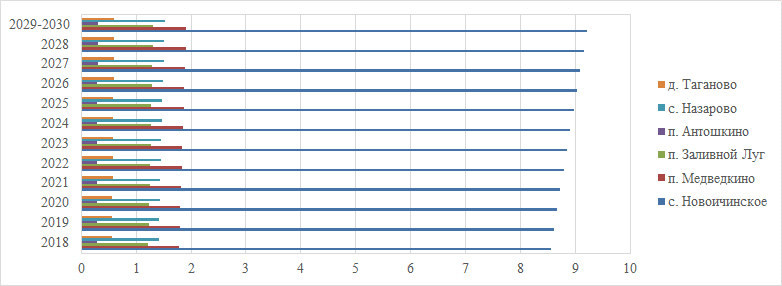 2029-2030
2028
2027
2026
2025
2024
2023
2022
2021
2020
2019
2018
0 1 2 3 4 5 6 7 8 9 10
д. Таганово
с. Назарово
п. Антошкино
п. Заливной Луг
п. Медведкино
с. Новоичинское